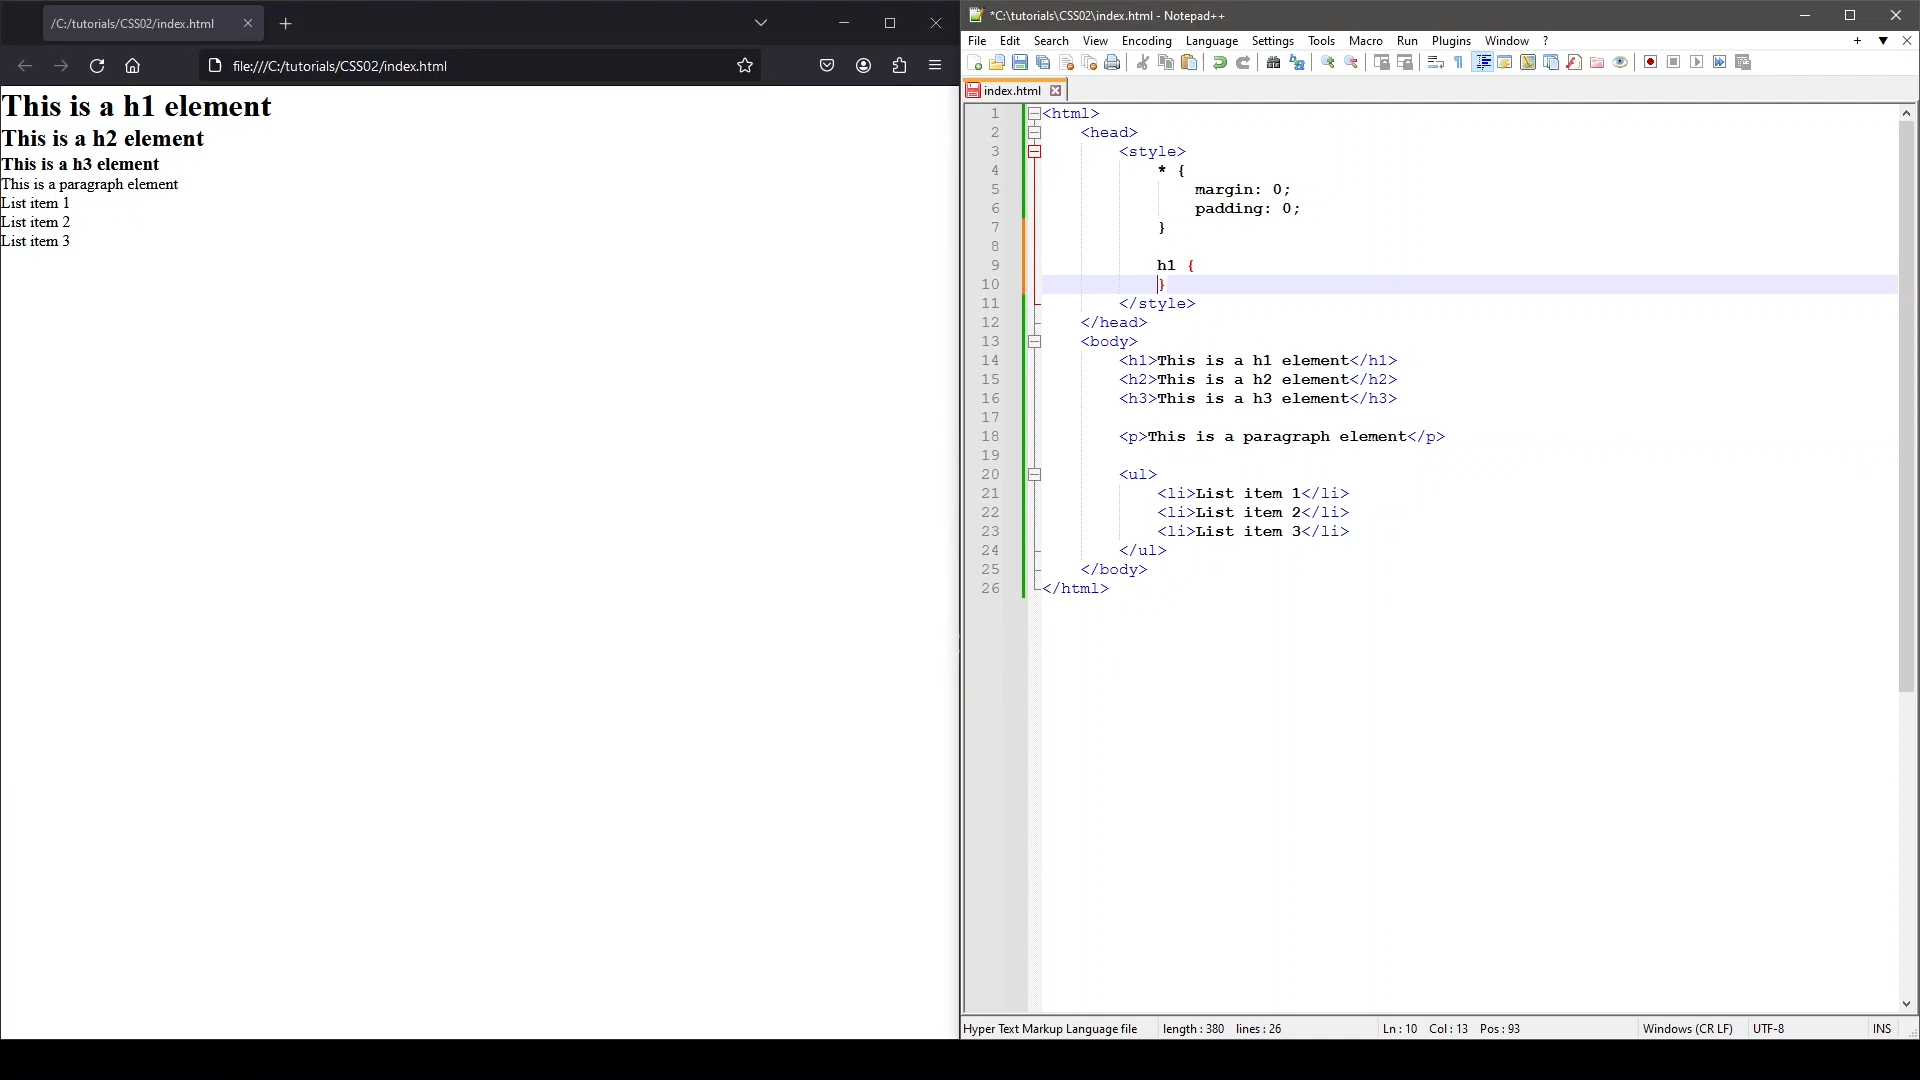 /C:/tutorials/CSS02/index.html
file:///C:/tutorials/CSS02/index.html
This is a h1 element
This is a h2 element
This is a h3 element
This is a paragraph element
List item 1
List item 2
List item 3
*C:\tutorials\CSS02\index.html - Notepad++
File Edit Search View Encoding Language Settings Tools Macro Run Plugins Window ?
index.html
1 <html>
2 <head>
3 <style>
4 * {
5 margin: 0;
6 padding: 0;
7 }
8
9 h1 {
10 }
11 </style>
12 </head>
13 <body>
14 <h1>This is a h1 element</h1>
15 <h2>This is a h2 element</h2>
16 <h3>This is a h3 element</h3>
17
18 <p>This is a paragraph element</p>
19
20 <ul>
21 <li>List item 1</li>
22 <li>List item 2</li>
23 <li>List item 3</li>
24 </ul>
25 </body>
26 </html>
Hyper Text Markup Language file length : 380 lines : 26 Ln : 10 Col : 13 Pos : 93 Windows (CR LF) UTF-8 INS